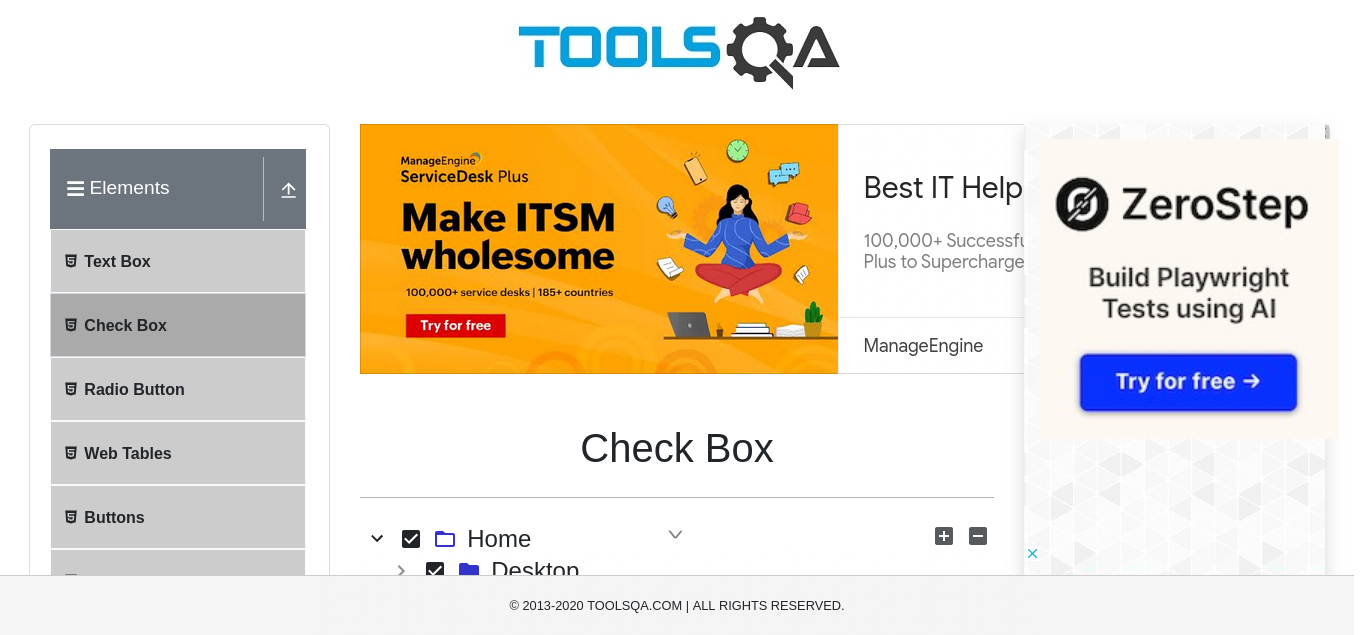 TOOLSQA
Elements
Text Box
Check Box
Radio Button
Web Tables
Buttons
ManageEngine
ServiceDesk Plus
Make ITSM
wholesome
100,000+ service desks | 185+ countries
Try for free
Best IT Help
100,000+
Plus to Supercharge
ManageEngine
ZeroStep
Build Playwright
Tests using AI
Try for free →
Check Box
Home
Desktop
© 2013-2020 TOOLSQA.COM | ALL RIGHTS RESERVED.